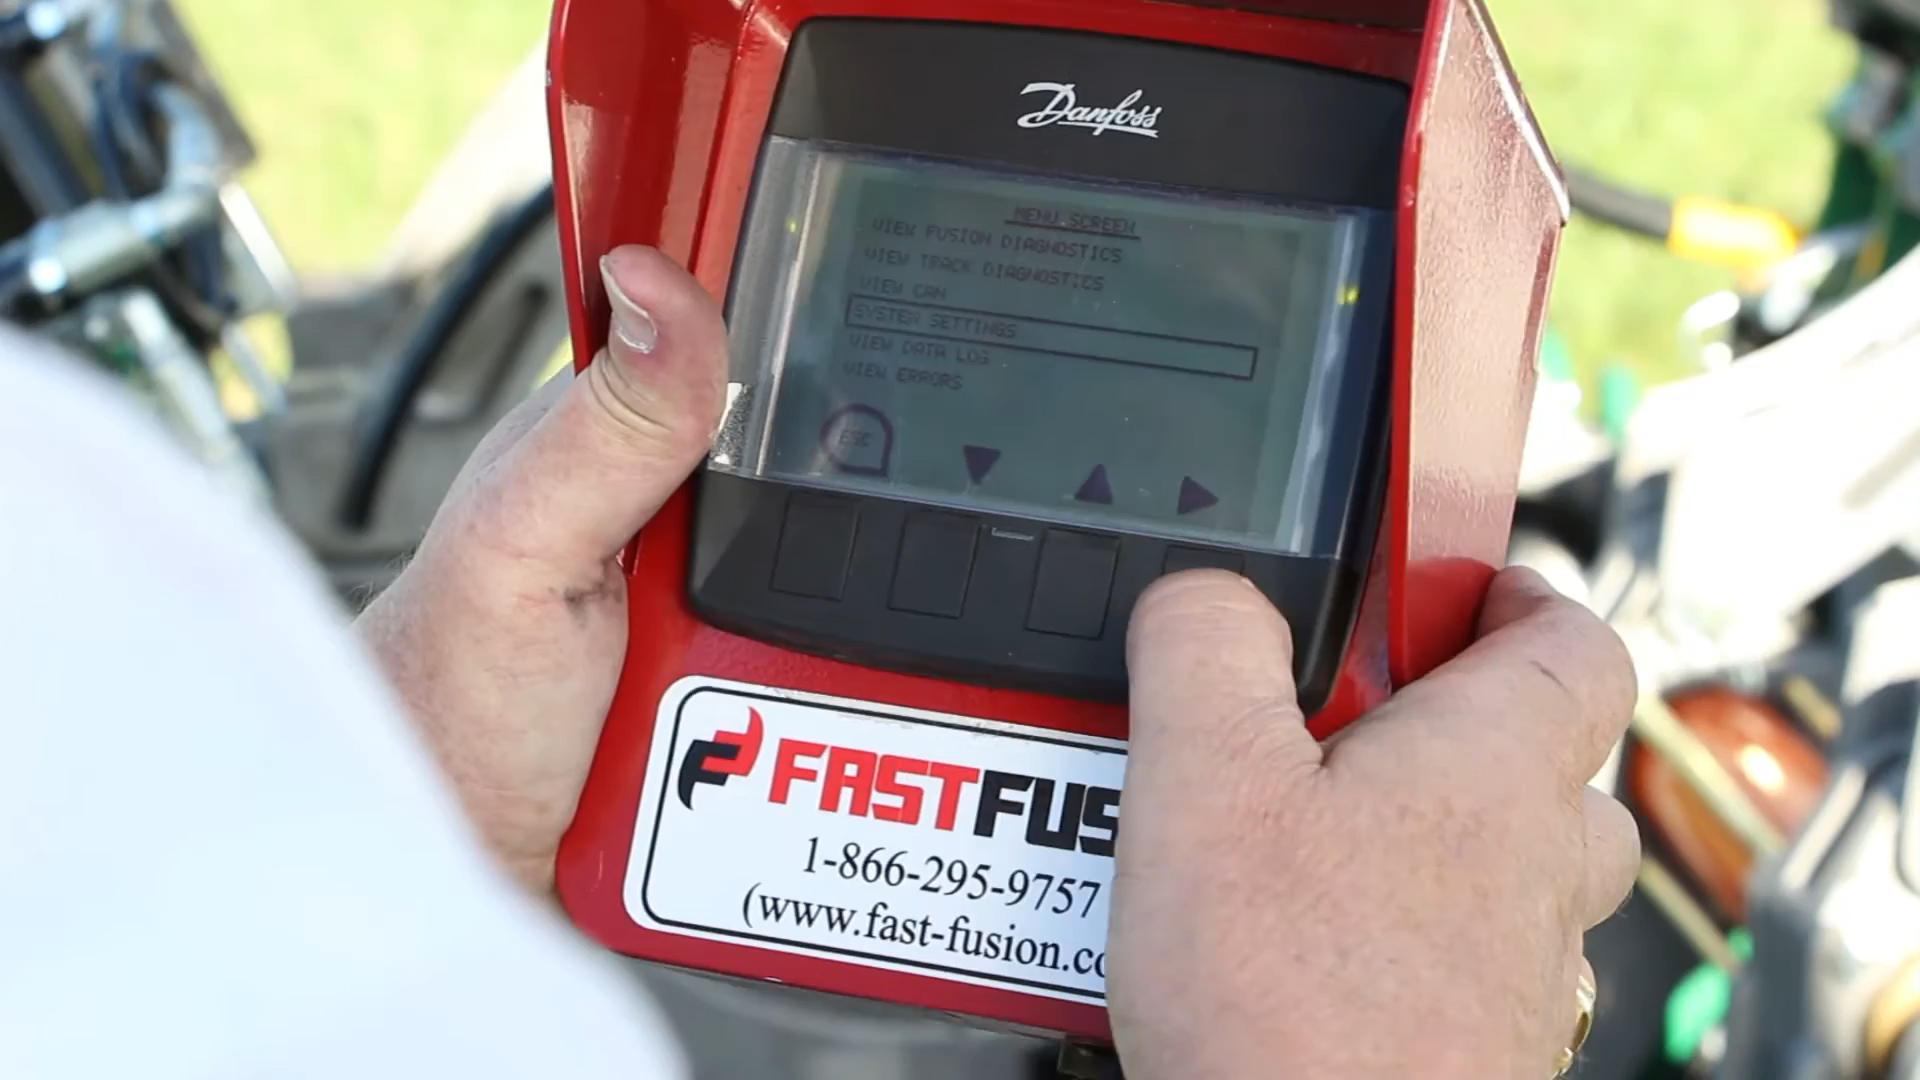 Danfoss
MENU SCREEN
VIEW FUSION DIAGNOSTICS
VIEW TRACK DIAGNOSTICS
VIEW CAN
SYSTEM SETTINGS
VIEW DATA LOG
VIEW ERRORS
ESC
FASTFUS
1-866-295-9757
(www.fast-fusion.co